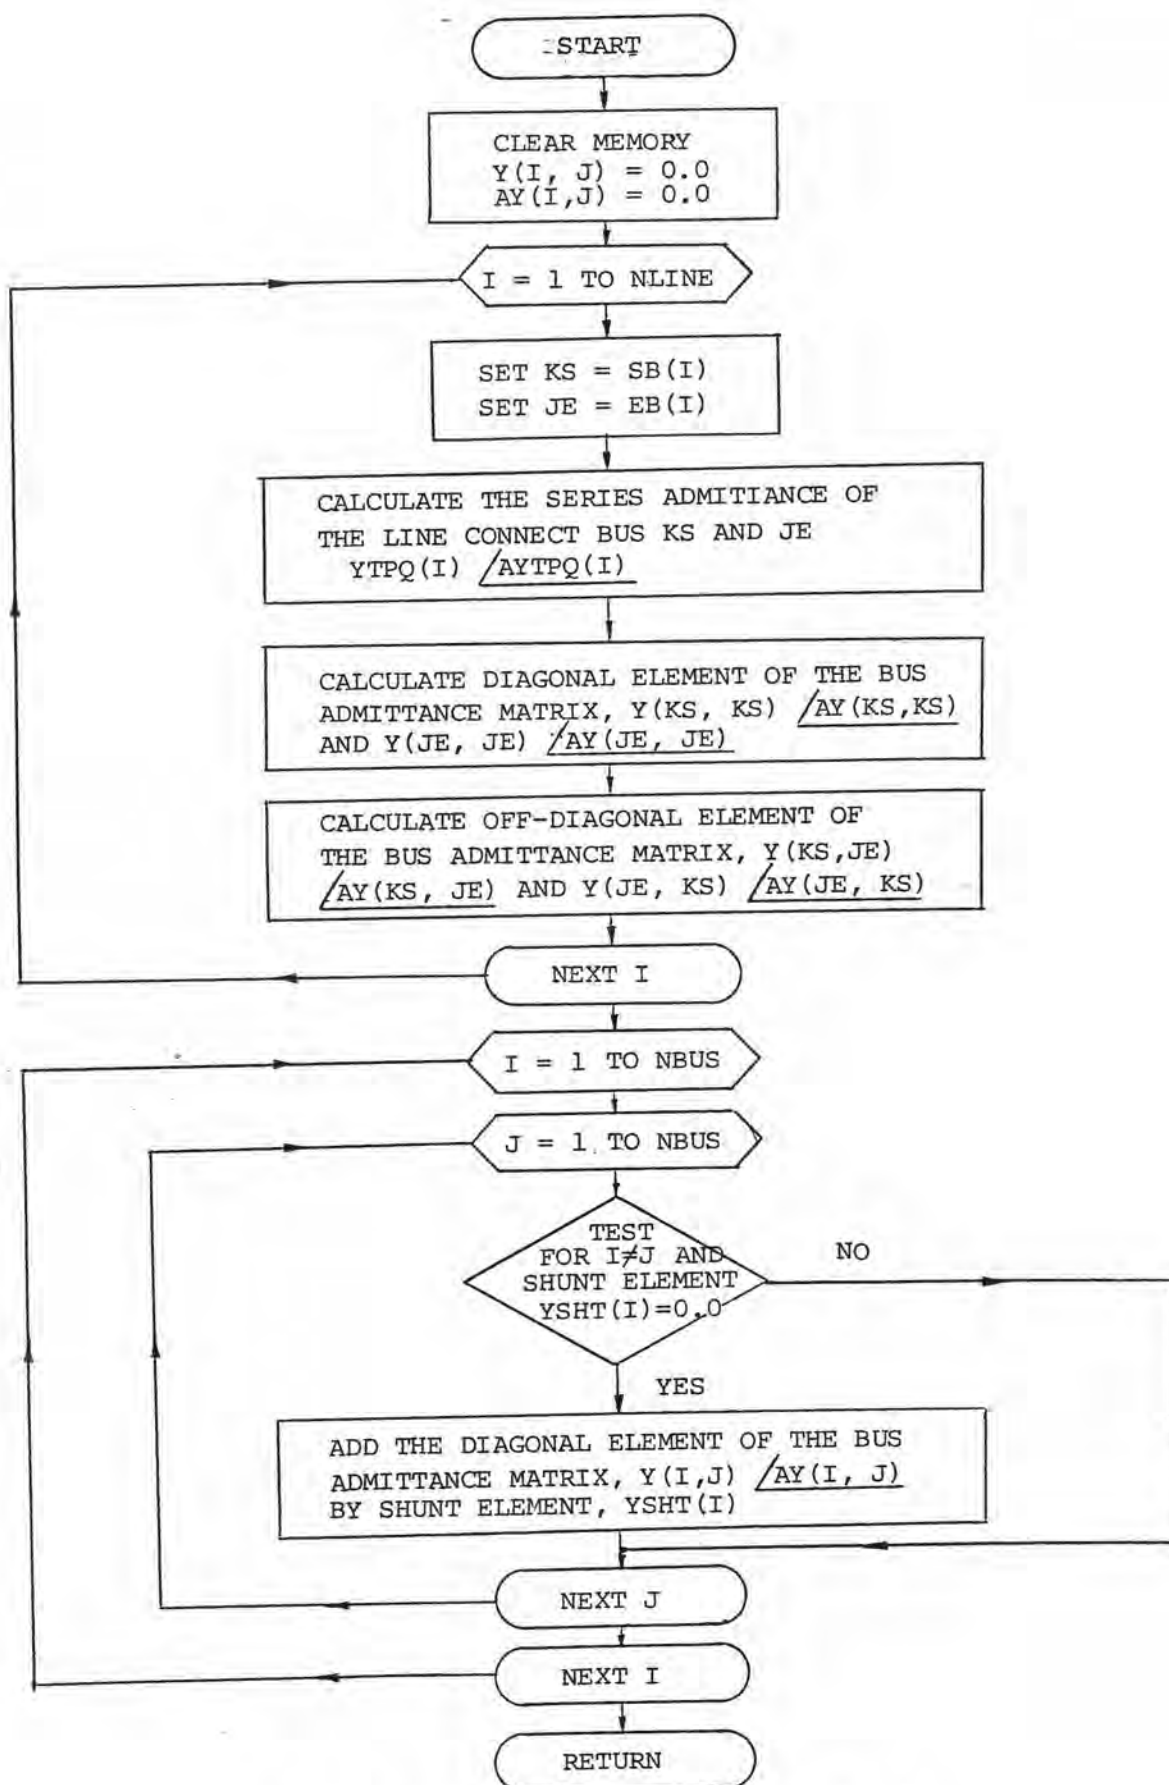 START
CLEAR MEMORY
Y(I, J) = 0.0
AY(I,J) = 0.0
I = 1 TO NLINE
SET KS = SB(I)
SET JE = EB(I)
CALCULATE THE SERIES ADMITIANCE OF
THE LINE CONNECT BUS KS AND JE
YTPQ(I) /AYTPQ(I)
CALCULATE DIAGONAL ELEMENT OF THE BUS
ADMITTANCE MATRIX, Y(KS, KS) /AY(KS,KS)
AND Y(JE, JE) /AY(JE, JE)
CALCULATE OFF-DIAGONAL ELEMENT OF
THE BUS ADMITTANCE MATRIX, Y(KS,JE)
/AY(KS, JE) AND Y(JE, KS) /AY(JE, KS)
NEXT I
I = 1 TO NBUS
J = 1 TO NBUS
TEST
FOR I≠J AND
SHUNT ELEMENT
YSHT(I)=0.0
NO
YES
ADD THE DIAGONAL ELEMENT OF THE BUS
ADMITTANCE MATRIX, Y(I,J) /AY(I, J)
BY SHUNT ELEMENT, YSHT(I)
NEXT J
NEXT I
RETURN